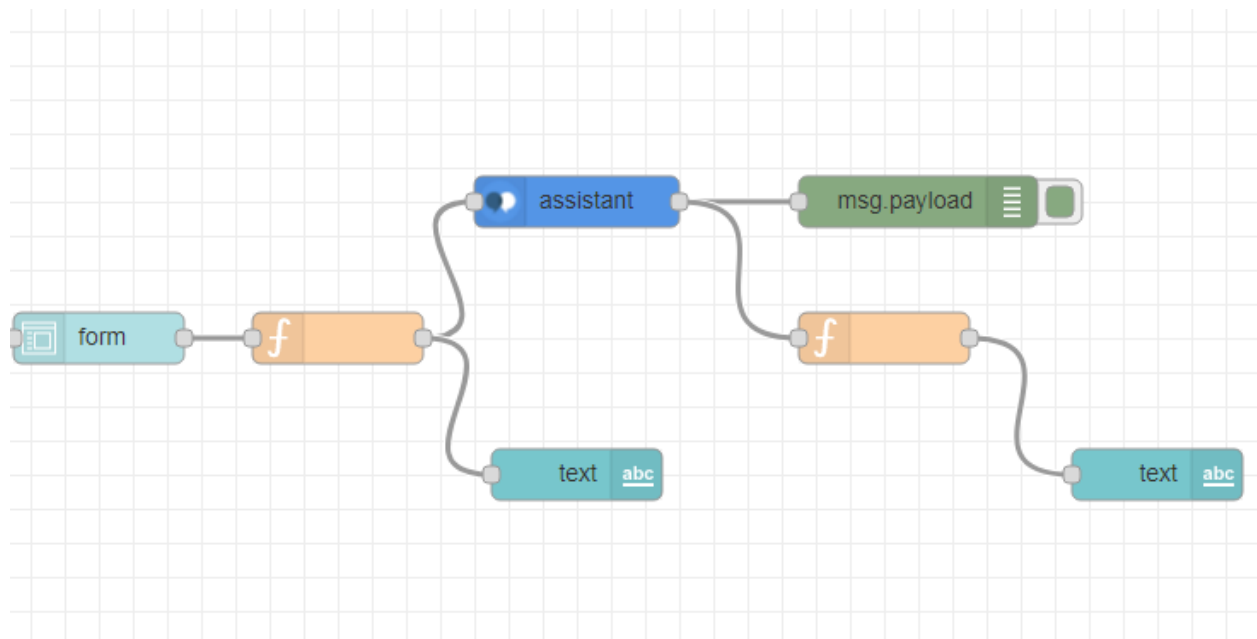 assistant
msg.payload
form
f
f
text abc
text abc